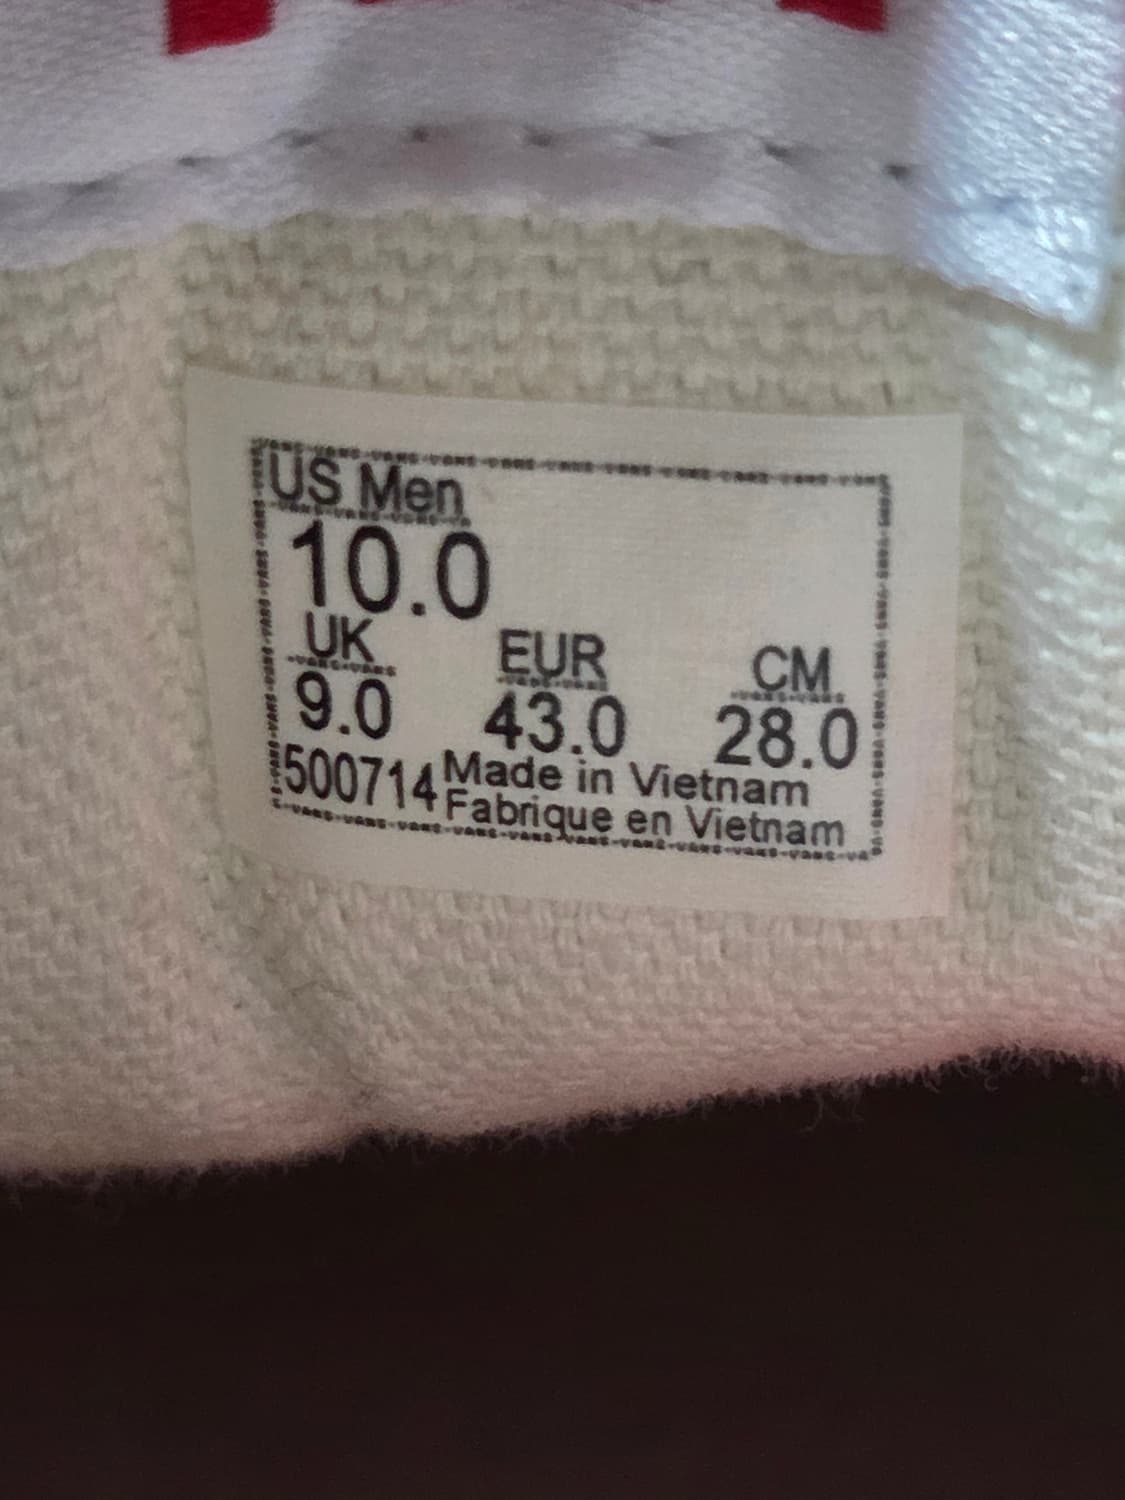 US Men
10.0
UK EUR CM
9.0 43.0 28.0
500714 Made in Vietnam
Fabrique en Vietnam